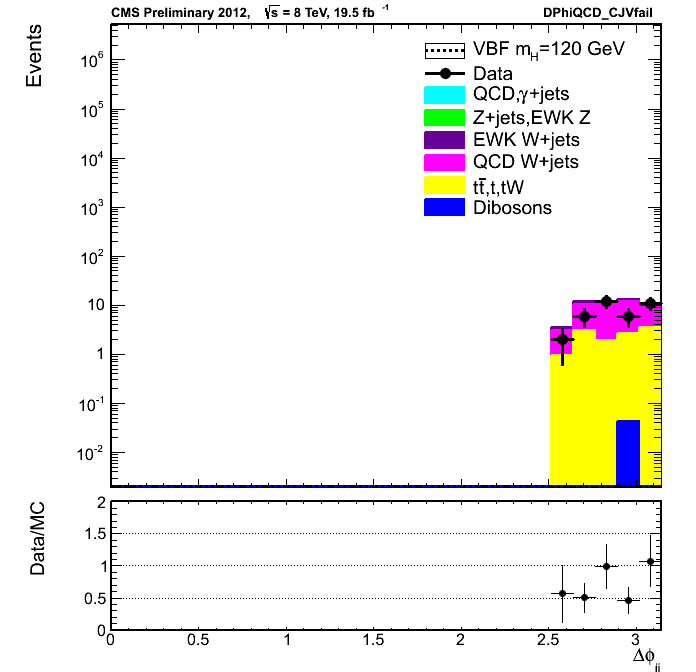 CMS Preliminary 2012, √s = 8 TeV, 19.5 fb⁻¹ DPhiQCD_CJVfail
Events
VBF m_H=120 GeV
Data
QCD,γ+jets
Z+jets,EWK Z
EWK W+jets
QCD W+jets
tt̄,t,tW
Dibosons
10⁶
10⁵
10⁴
10³
10²
10
1
10⁻¹
10⁻²
Data/MC
2
1.5
1
0.5
0
0 0.5 1 1.5 2 2.5 3
Δϕ_jj